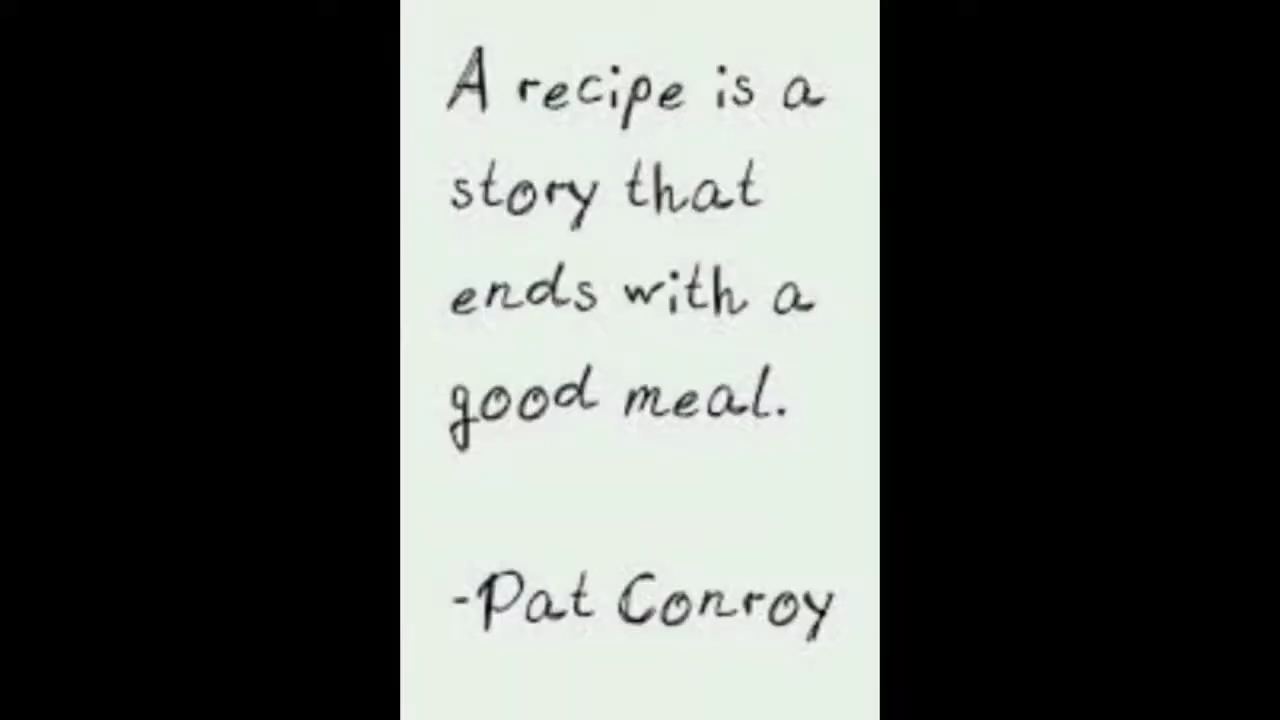 A recipe is a
story that
ends with a
good meal.
-Pat Conroy